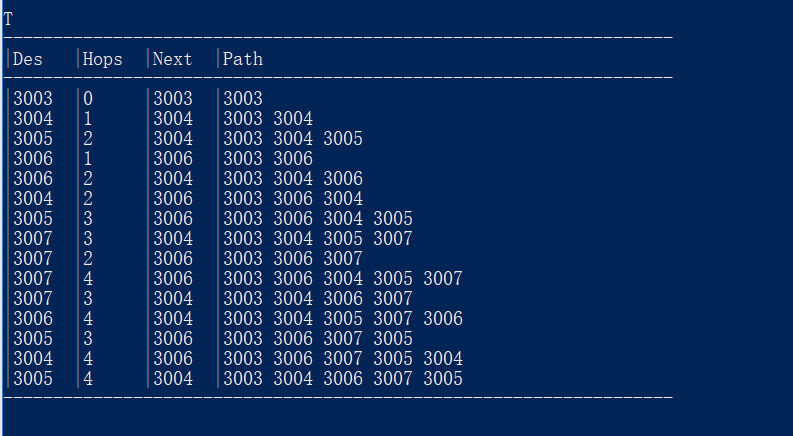 T
-------------------------------------------------------------------
|Des |Hops |Next |Path
-------------------------------------------------------------------
|3003 |0 |3003 |3003
|3004 |1 |3004 |3003 3004
|3005 |2 |3004 |3003 3004 3005
|3006 |1 |3006 |3003 3006
|3006 |2 |3004 |3003 3004 3006
|3004 |2 |3006 |3003 3006 3004
|3005 |3 |3006 |3003 3006 3004 3005
|3007 |3 |3004 |3003 3004 3005 3007
|3007 |2 |3006 |3003 3006 3007
|3007 |4 |3006 |3003 3006 3004 3005 3007
|3007 |3 |3004 |3003 3004 3006 3007
|3006 |4 |3004 |3003 3004 3005 3007 3006
|3005 |3 |3006 |3003 3006 3007 3005
|3004 |4 |3006 |3003 3006 3007 3005 3004
|3005 |4 |3004 |3003 3004 3006 3007 3005
-------------------------------------------------------------------